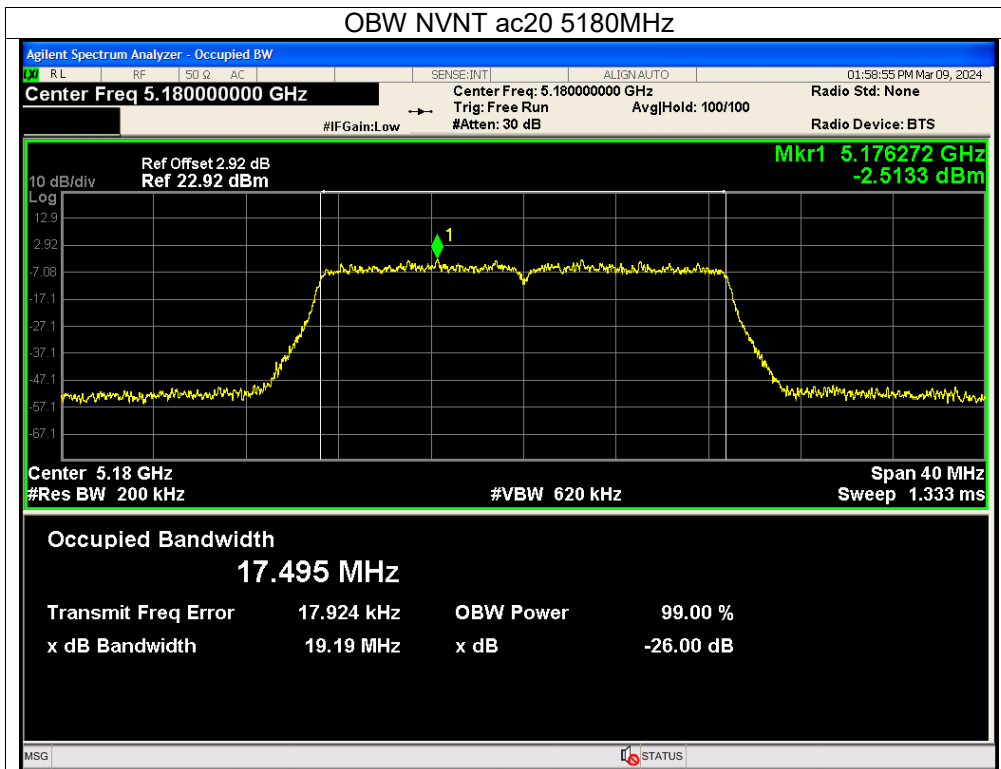 OBW NVNT ac20 5180MHz
Agilent Spectrum Analyzer - Occupied BW
LXI RL RF 50 Ω AC SENSE:INT ALIGN AUTO 01:58:55 PM Mar 09, 2024
Center Freq 5.180000000 GHz Center Freq: 5.180000000 GHz Radio Std: None
Trig: Free Run Avg|Hold: 100/100
#IFGain:Low #Atten: 30 dB Radio Device: BTS
Mkr1 5.176272 GHz
Ref Offset 2.92 dB -2.5133 dBm
10 dB/div Ref 22.92 dBm
Log
12.9
2.92
1
-7.08
-17.1
-27.1
-37.1
-47.1
-57.1
-67.1
Center 5.18 GHz Span 40 MHz
#Res BW 200 kHz #VBW 620 kHz Sweep 1.333 ms
Occupied Bandwidth
17.495 MHz
Transmit Freq Error 17.924 kHz OBW Power 99.00 %
x dB Bandwidth 19.19 MHz x dB -26.00 dB
MSG STATUS